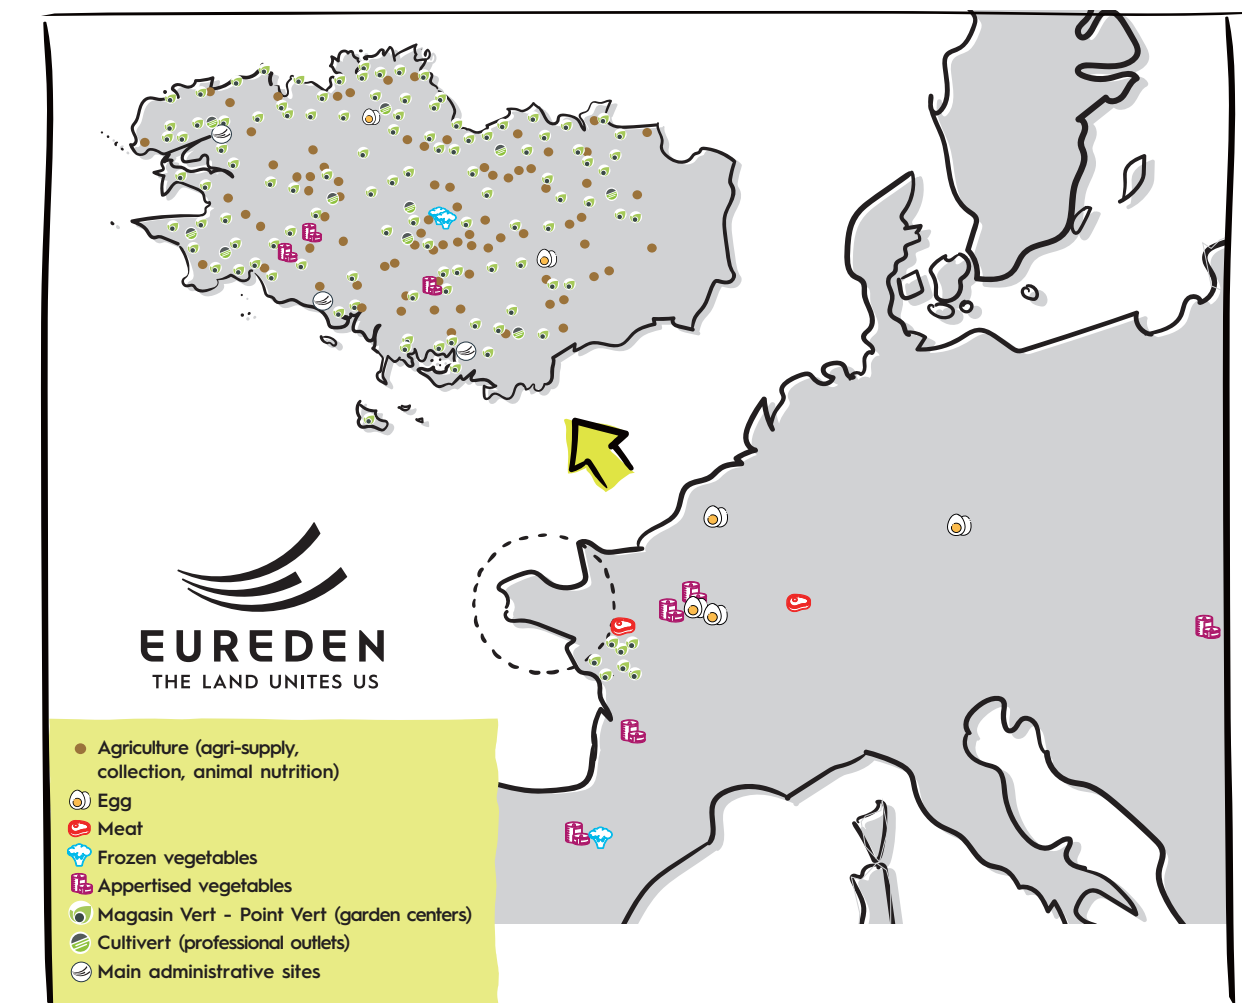 EUREDEN
THE LAND UNITES US
Agriculture (agri-supply,
collection, animal nutrition)
Egg
Meat
Frozen vegetables
Appertised vegetables
Magasin Vert - Point Vert (garden centers)
Cultivert (professional outlets)
Main administrative sites